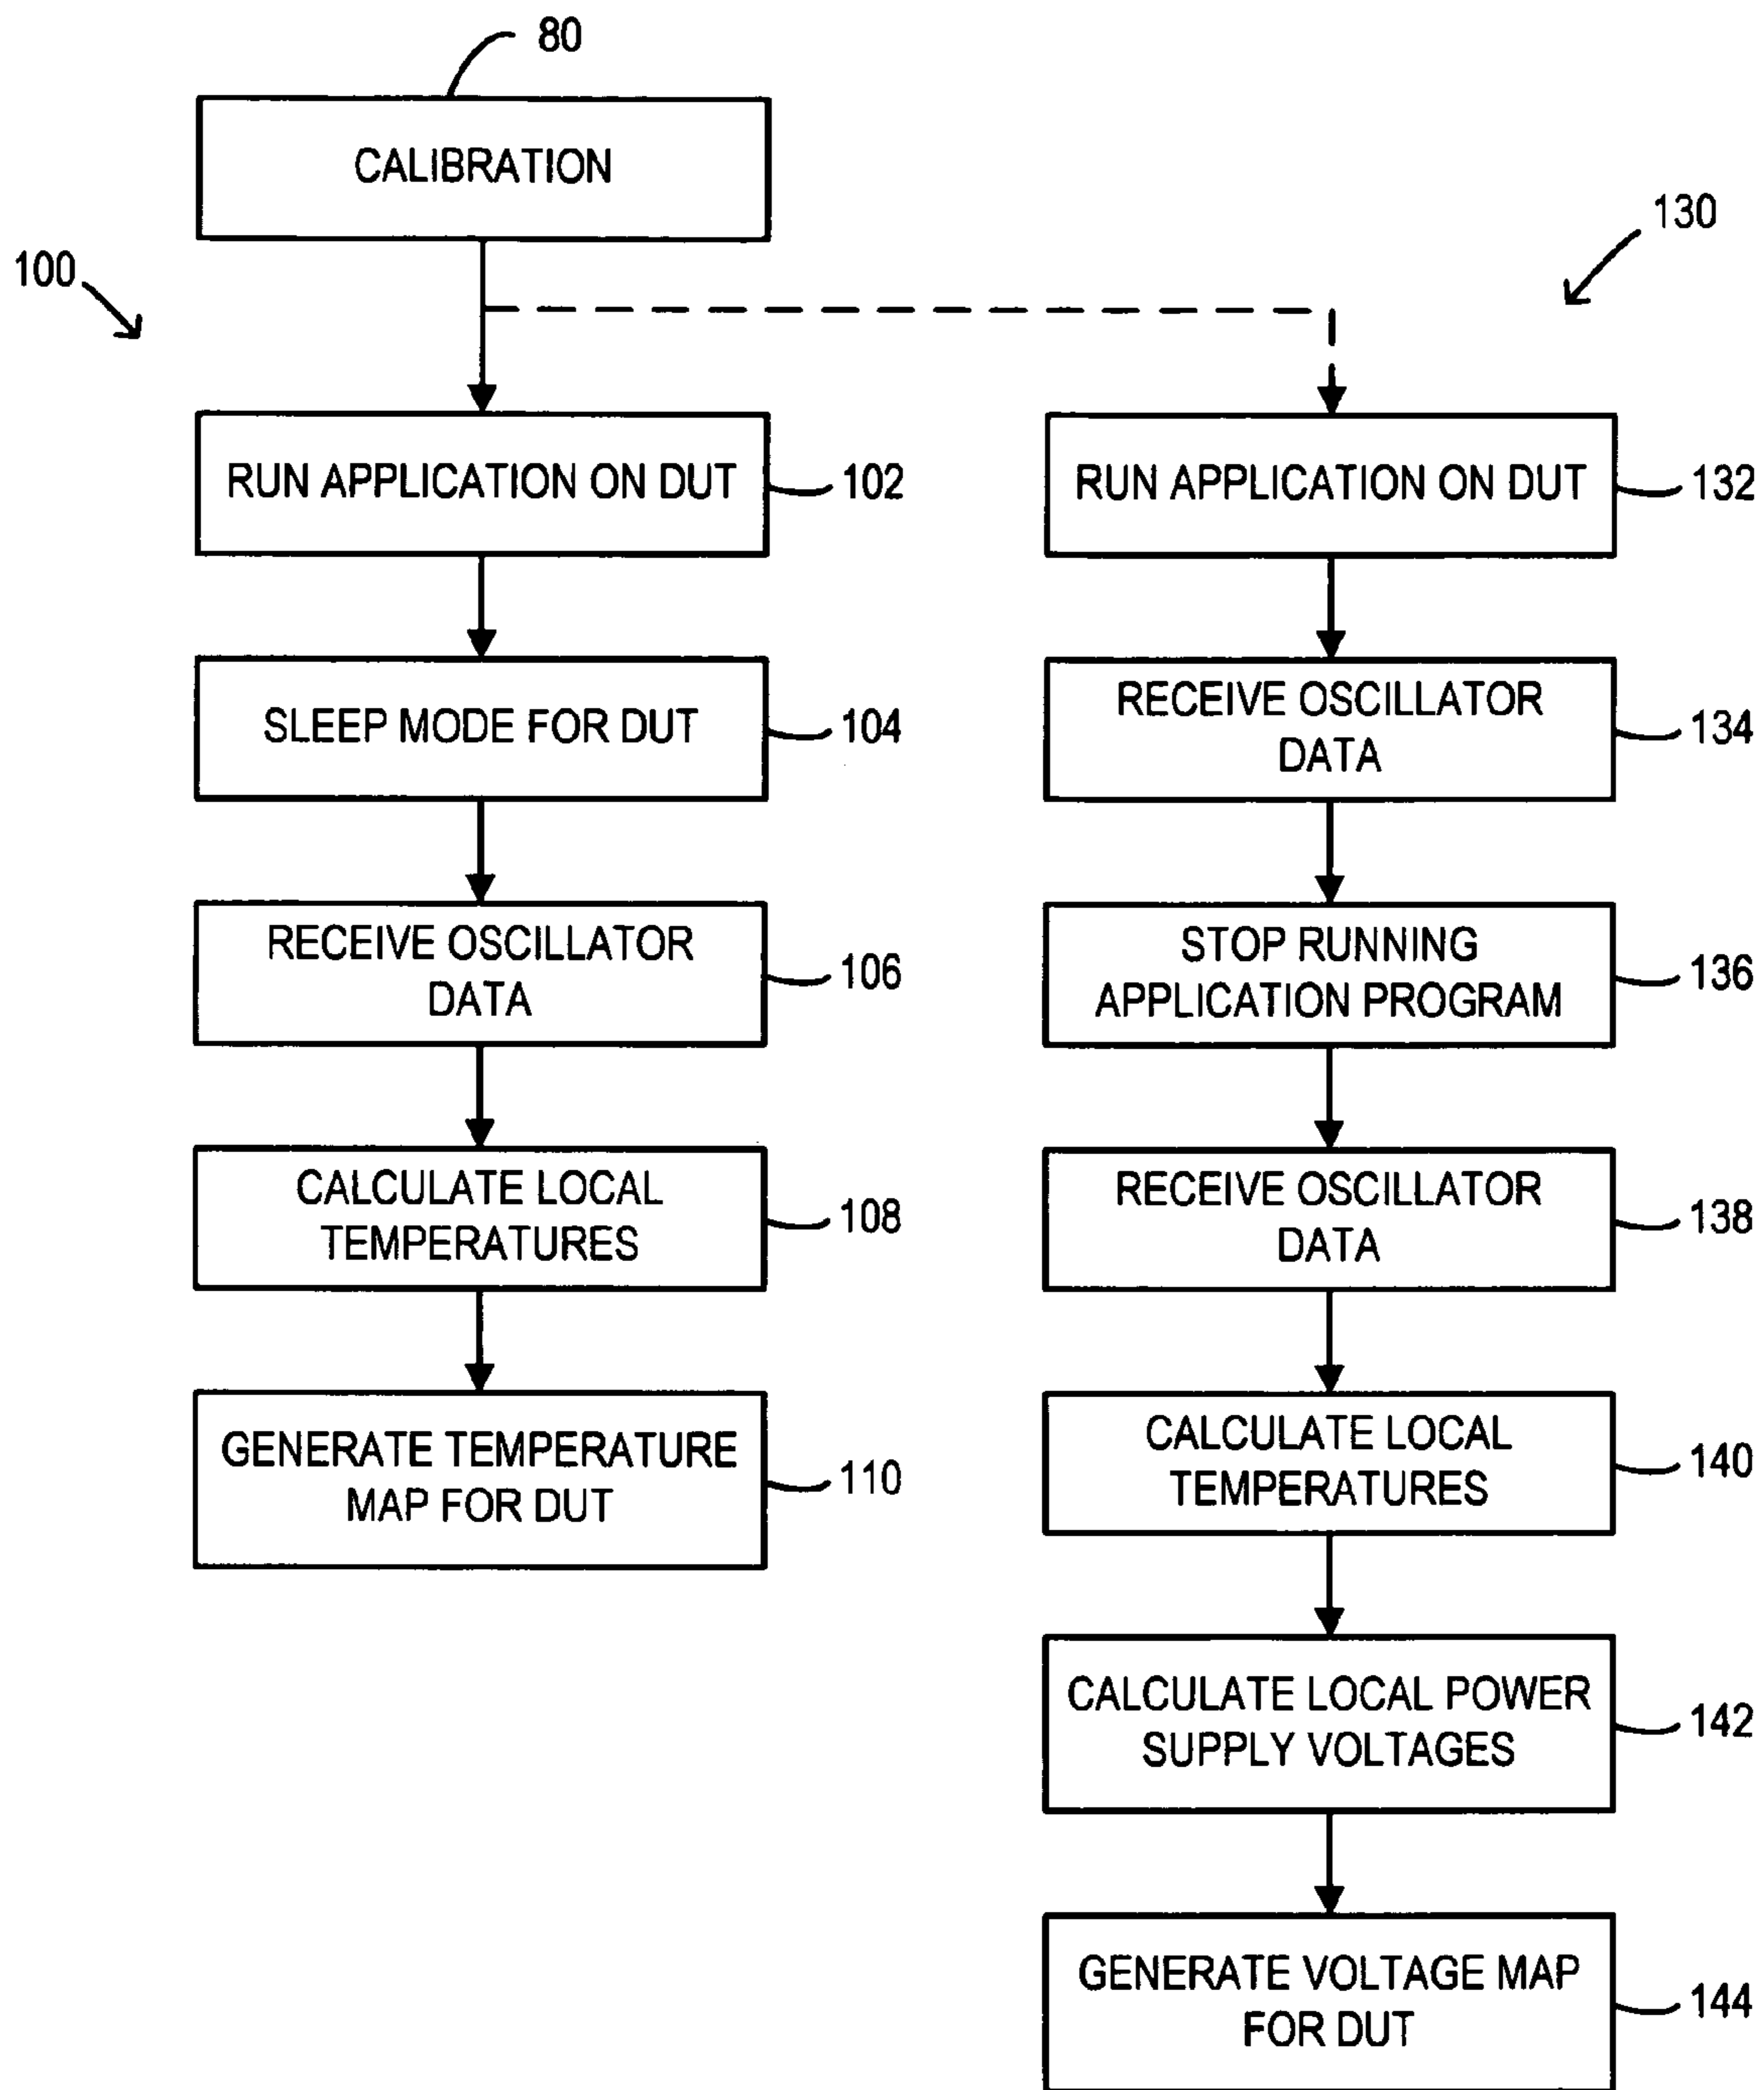 80
CALIBRATION
100
130
RUN APPLICATION ON DUT
102
SLEEP MODE FOR DUT
104
RECEIVE OSCILLATOR
DATA
106
CALCULATE LOCAL
TEMPERATURES
108
GENERATE TEMPERATURE
MAP FOR DUT
110
RUN APPLICATION ON DUT
132
RECEIVE OSCILLATOR
DATA
134
STOP RUNNING
APPLICATION PROGRAM
136
RECEIVE OSCILLATOR
DATA
138
CALCULATE LOCAL
TEMPERATURES
140
CALCULATE LOCAL POWER
SUPPLY VOLTAGES
142
GENERATE VOLTAGE MAP
FOR DUT
144